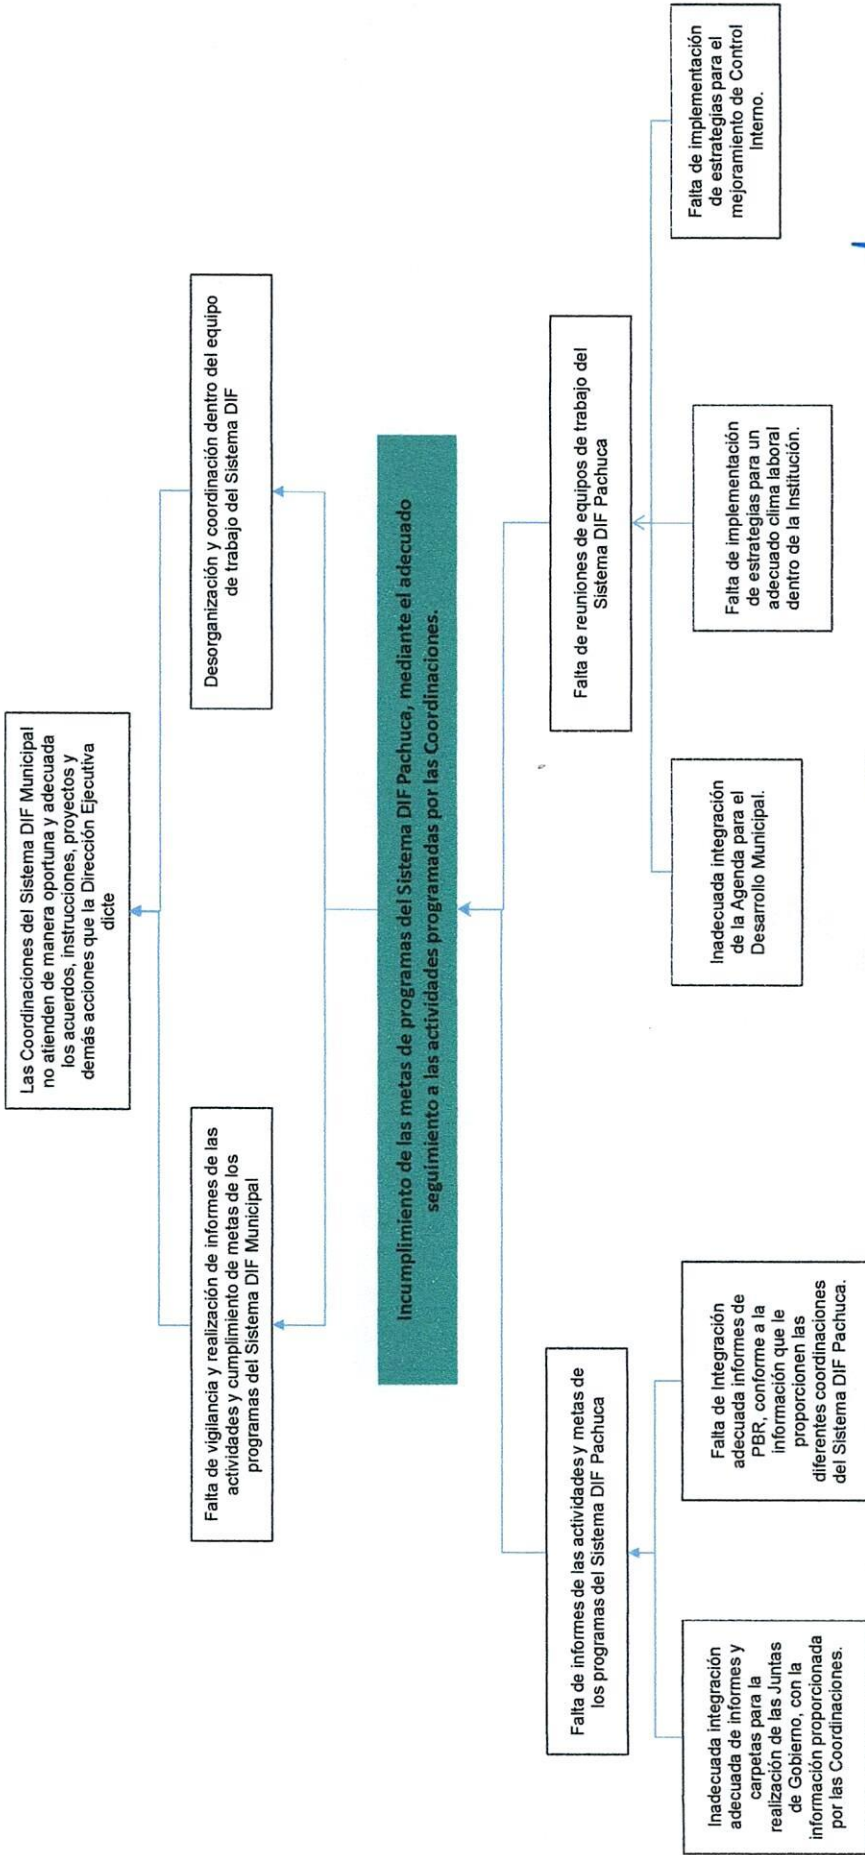 Las Coordinaciones del Sistema DIF Municipal
no atienden de manera oportuna y adecuada
los acuerdos, instrucciones, proyectos y
demás acciones que la Dirección Ejecutiva
dicte
Falta de vigilancia y realización de informes de las
actividades y cumplimiento de metas de los
programas del Sistema DIF Municipal
Desorganización y coordinación dentro del equipo
de trabajo del Sistema DIF
Incumplimiento de las metas de programas del Sistema DIF Pachuca, mediante el adecuado
seguimiento a las actividades programadas por las Coordinaciones.
Falta de informes de las actividades y metas de
los programas del Sistema DIF Pachuca
Falta de reuniones de equipos de trabajo del
Sistema DIF Pachuca
Inadecuada integración
adecuada de informes y
carpetas para la
realización de las Juntas
de Gobierno, con la
información proporcionada
por las Coordinaciones.
Falta de Integración
adecuada informes de
PBR, conforme a la
información que le
proporcionen las
diferentes coordinaciones
del Sistema DIF Pachuca.
Inadecuada integración
de la Agenda para el
Desarrollo Municipal.
Falta de implementación
de estrategias para un
adecuado clima laboral
dentro de la Institución.
Falta de implementación
de estrategias para el
mejoramiento de Control
Interno.